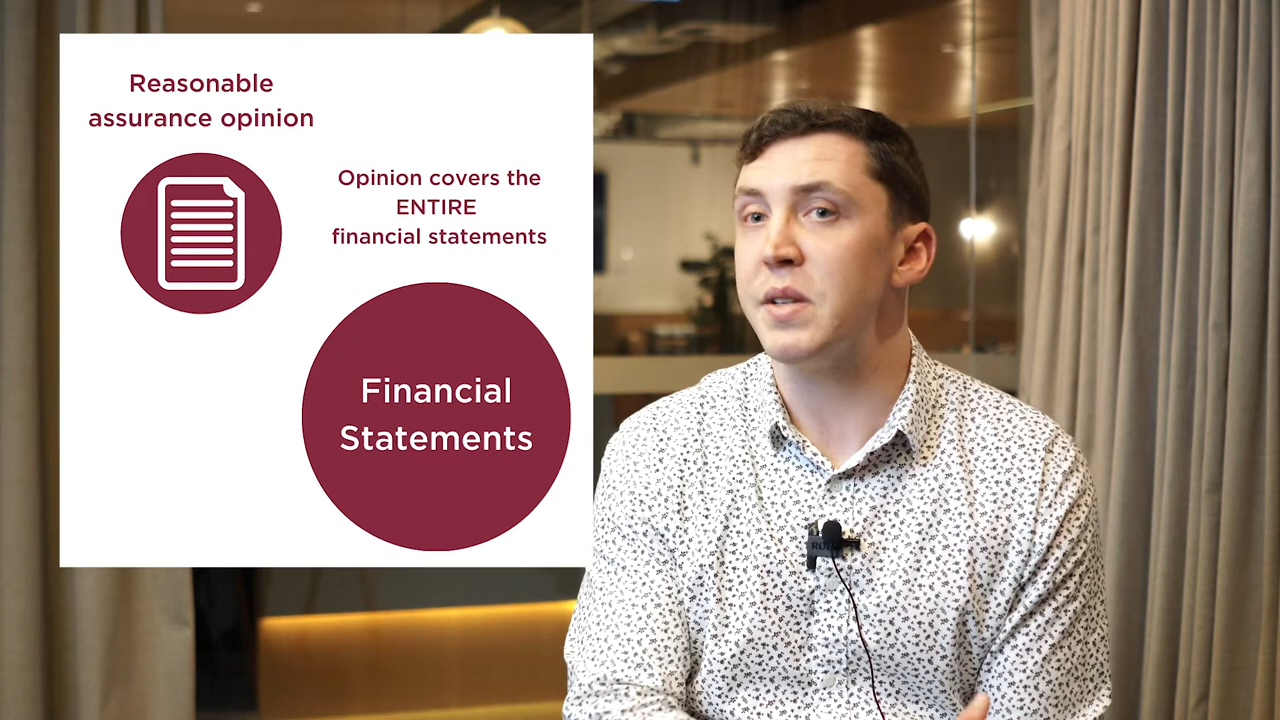 Reasonable
assurance opinion
Opinion covers the
ENTIRE
financial statements
Financial
Statements